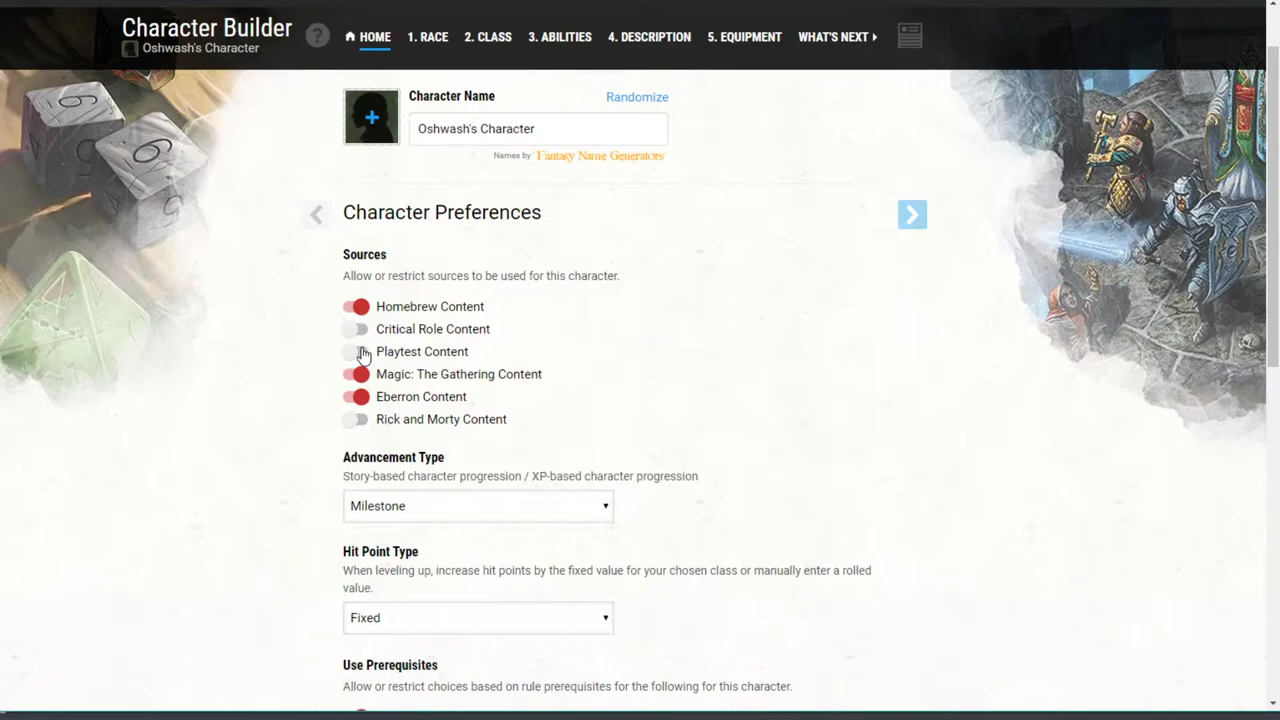 Character Builder
Oshwash's Character
?
HOME
1. RACE
2. CLASS
3. ABILITIES
4. DESCRIPTION
5. EQUIPMENT
WHAT'S NEXT
Character Name
Randomize
Oshwash's Character
Names by Fantasy Name Generators
Character Preferences
Sources
Allow or restrict sources to be used for this character.
Homebrew Content
Critical Role Content
Playtest Content
Magic: The Gathering Content
Eberron Content
Rick and Morty Content
Advancement Type
Story-based character progression / XP-based character progression
Milestone
Hit Point Type
When leveling up, increase hit points by the fixed value for your chosen class or manually enter a rolled
value.
Fixed
Use Prerequisites
Allow or restrict choices based on rule prerequisites for the following for this character.